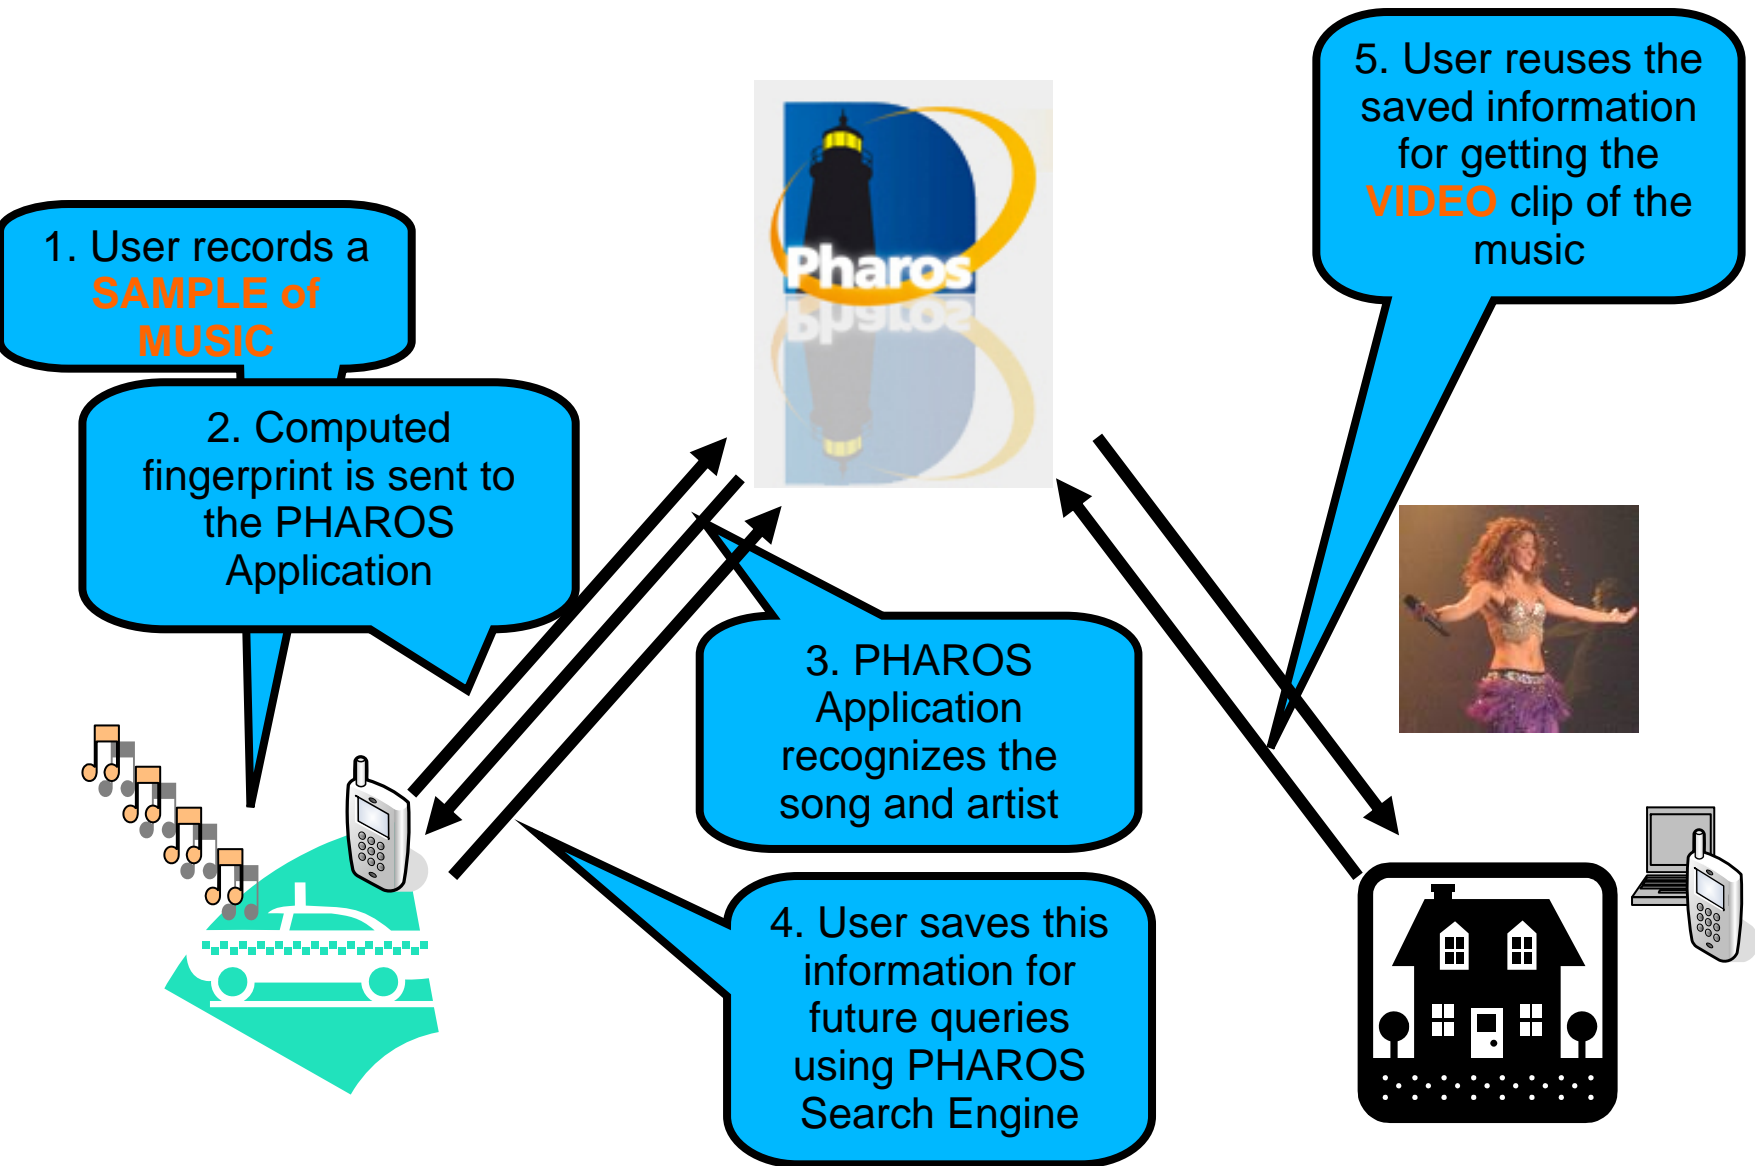 1. User records a
SAMPLE of
MUSIC
2. Computed
fingerprint is sent to
the PHAROS
Application
Pharos
3. PHAROS
Application
recognizes the
song and artist
4. User saves this
information for
future queries
using PHAROS
Search Engine
5. User reuses the
saved information
for getting the
VIDEO clip of the
music